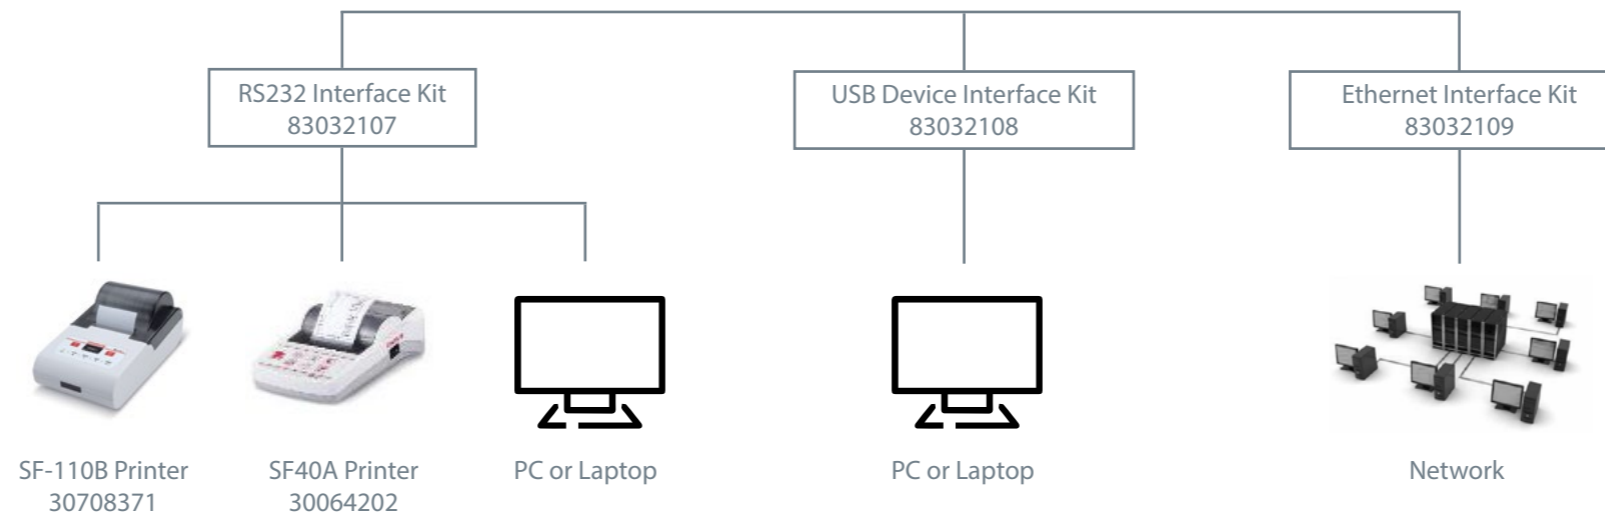 RS232 Interface Kit
83032107
USB Device Interface Kit
83032108
Ethernet Interface Kit
83032109
SF-110B Printer
30708371
SF40A Printer
30064202
PC or Laptop
PC or Laptop
Network